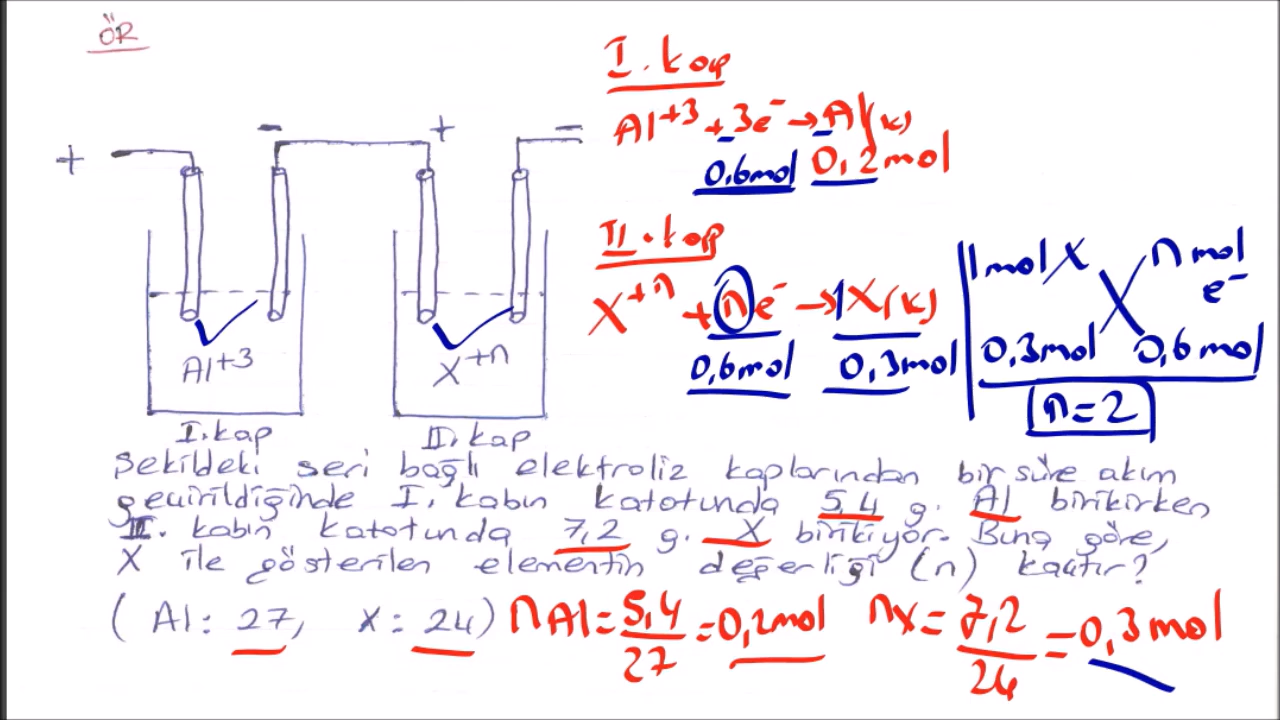 ÖR
I. kap
Al+3 + 3e- → Al(k)
0,6mol 0,2mol
+ - + -
II. kap
X+n + ne- → 1X(k)
0,6mol 0,3mol
1mol X n mol e-
0,3mol 0,6mol
n=2
Al+3 X+n
I. kap II. kap
Şekildeki seri bağlı elektroliz kaplarından bir süre akım
geçirildiğinde I. kabın katotunda 5,4 g. Al birikirken
II. kabın katotunda 7,2 g. X birikiyor. Buna göre,
X ile gösterilen elementin değerliği (n) kaçtır?
(Al: 27, X: 24) nAl = 5,4/27 = 0,2mol nX = 7,2/24 = 0,3mol